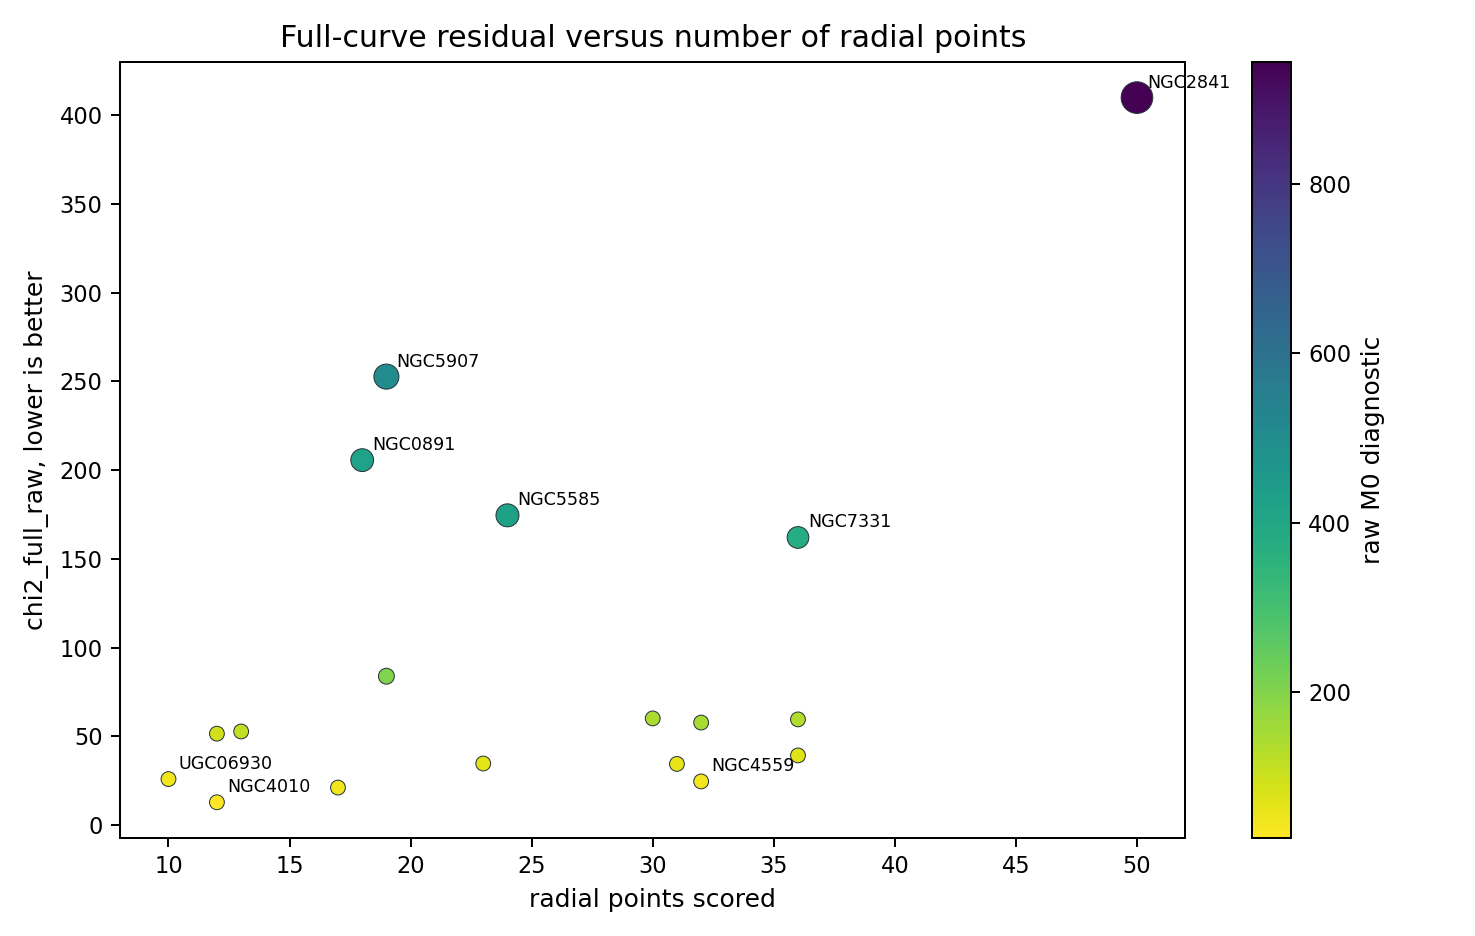 Full-curve residual versus number of radial points
NGC2841
NGC5907
NGC0891
NGC5585
NGC7331
UGC06930
NGC4010
NGC4559
400
350
300
250
200
150
100
50
0
chi2_full_raw, lower is better
10 15 20 25 30 35 40 45 50
radial points scored
800
600
400
200
raw M0 diagnostic